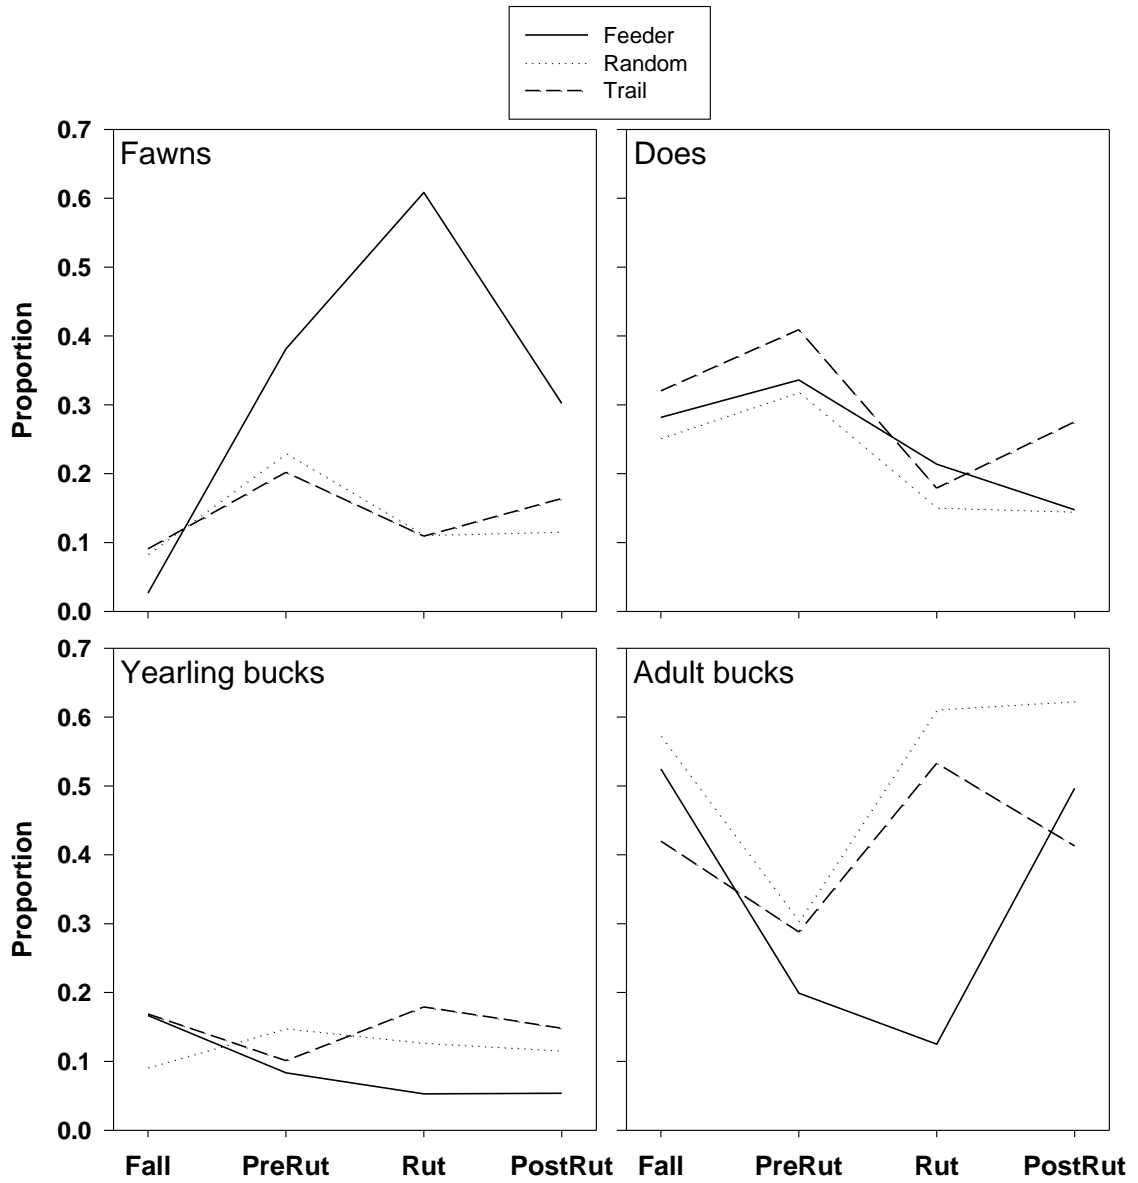 Feeder
Random
Trail
Fawns
Does
0.7
0.6
0.5
0.4
0.3
0.2
0.1
0.0
Proportion
Yearling bucks
Adult bucks
0.7
0.6
0.5
0.4
0.3
0.2
0.1
0.0
Proportion
Fall PreRut Rut PostRut Fall PreRut Rut PostRut